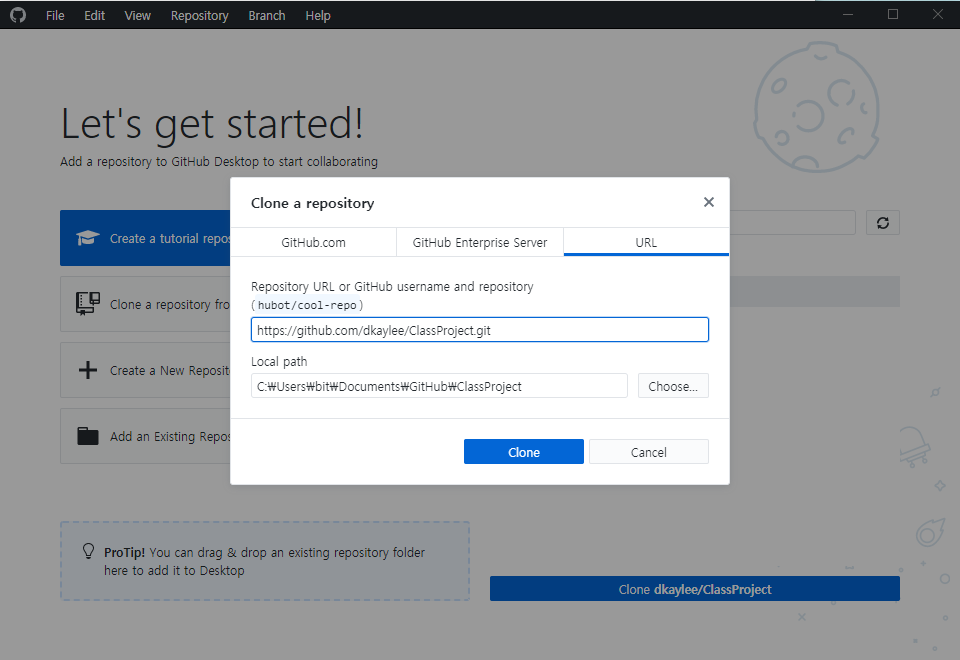 File Edit View Repository Branch Help
Let's get started!
Add a repository to GitHub Desktop to start collaborating
Create a tutorial repos
Clone a repository fro
Create a New Reposit
Add an Existing Repos
Clone a repository
GitHub.com GitHub Enterprise Server URL
Repository URL or GitHub username and repository
(hubot/cool-repo)
https://github.com/dkaylee/ClassProject.git
Local path
C:₩Users₩bit₩Documents₩GitHub₩ClassProject Choose...
Clone Cancel
ProTip! You can drag & drop an existing repository folder
here to add it to Desktop
Clone dkaylee/ClassProject